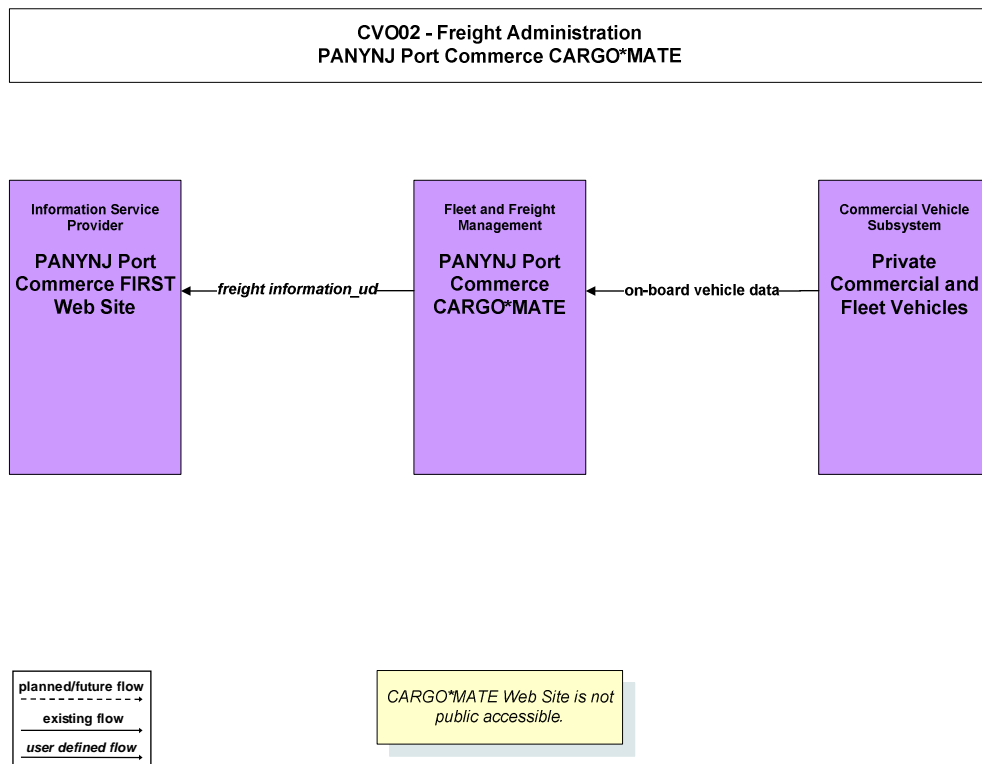 CVO02 - Freight Administration
PANYNJ Port Commerce CARGO*MATE
Information Service
Provider
PANYNJ Port
Commerce FIRST
Web Site
freight information_ud
Fleet and Freight
Management
PANYNJ Port
Commerce
CARGO*MATE
on-board vehicle data
Commercial Vehicle
Subsystem
Private
Commercial and
Fleet Vehicles
planned/future flow
existing flow
user defined flow
CARGO*MATE Web Site is not
public accessible.